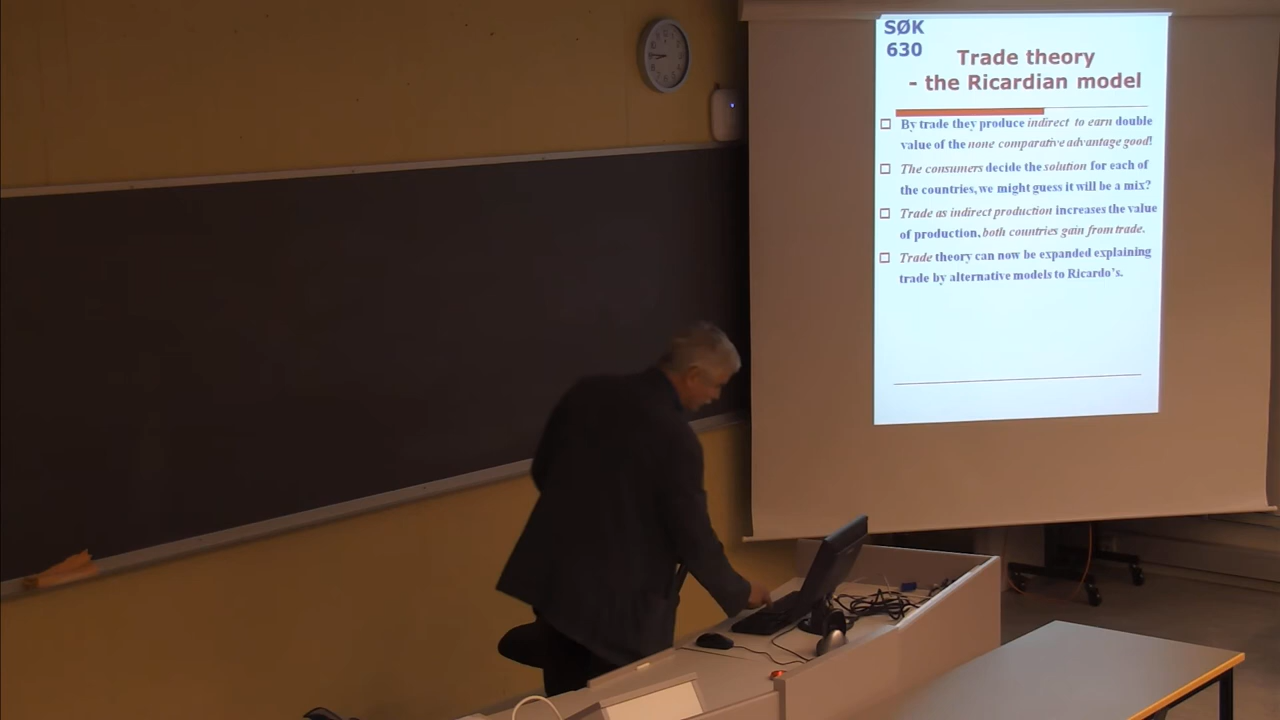 SØK
630
Trade theory
- the Ricardian model
By trade they produce indirect to earn double
value of the none comparative advantage good!
The consumers decide the solution for each of
the countries, we might guess it will be a mix?
Trade as indirect production increases the value
of production, both countries gain from trade.
Trade theory can now be expanded explaining
trade by alternative models to Ricardo's.